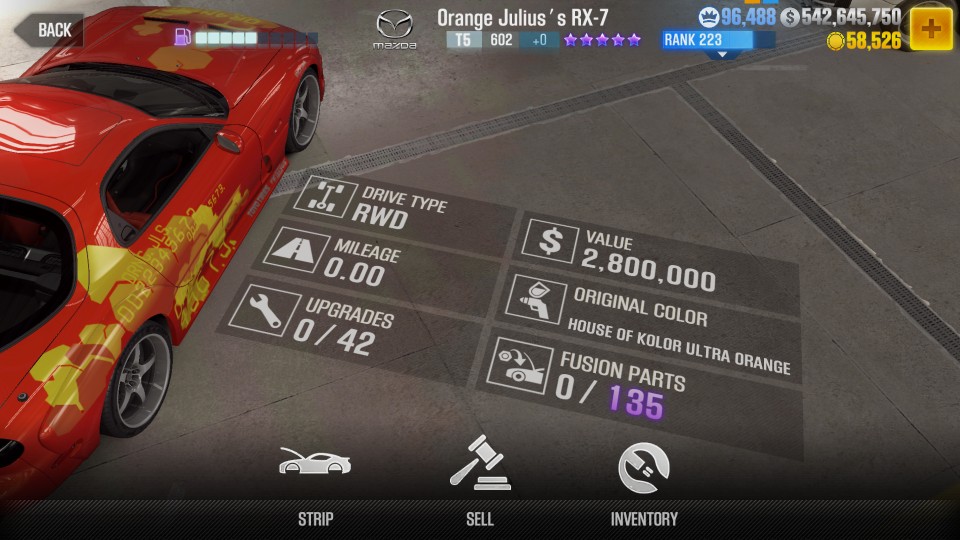 BACK
mazda
Orange Julius's RX-7
T5 602 +0
96,488 $ 542,645,750
RANK 223
58,526
+
DRIVE TYPE
RWD
MILEAGE
0.00
UPGRADES
0/42
$
VALUE
2,800,000
ORIGINAL COLOR
HOUSE OF KOLOR ULTRA ORANGE
FUSION PARTS
0/ 135
STRIP
SELL
INVENTORY